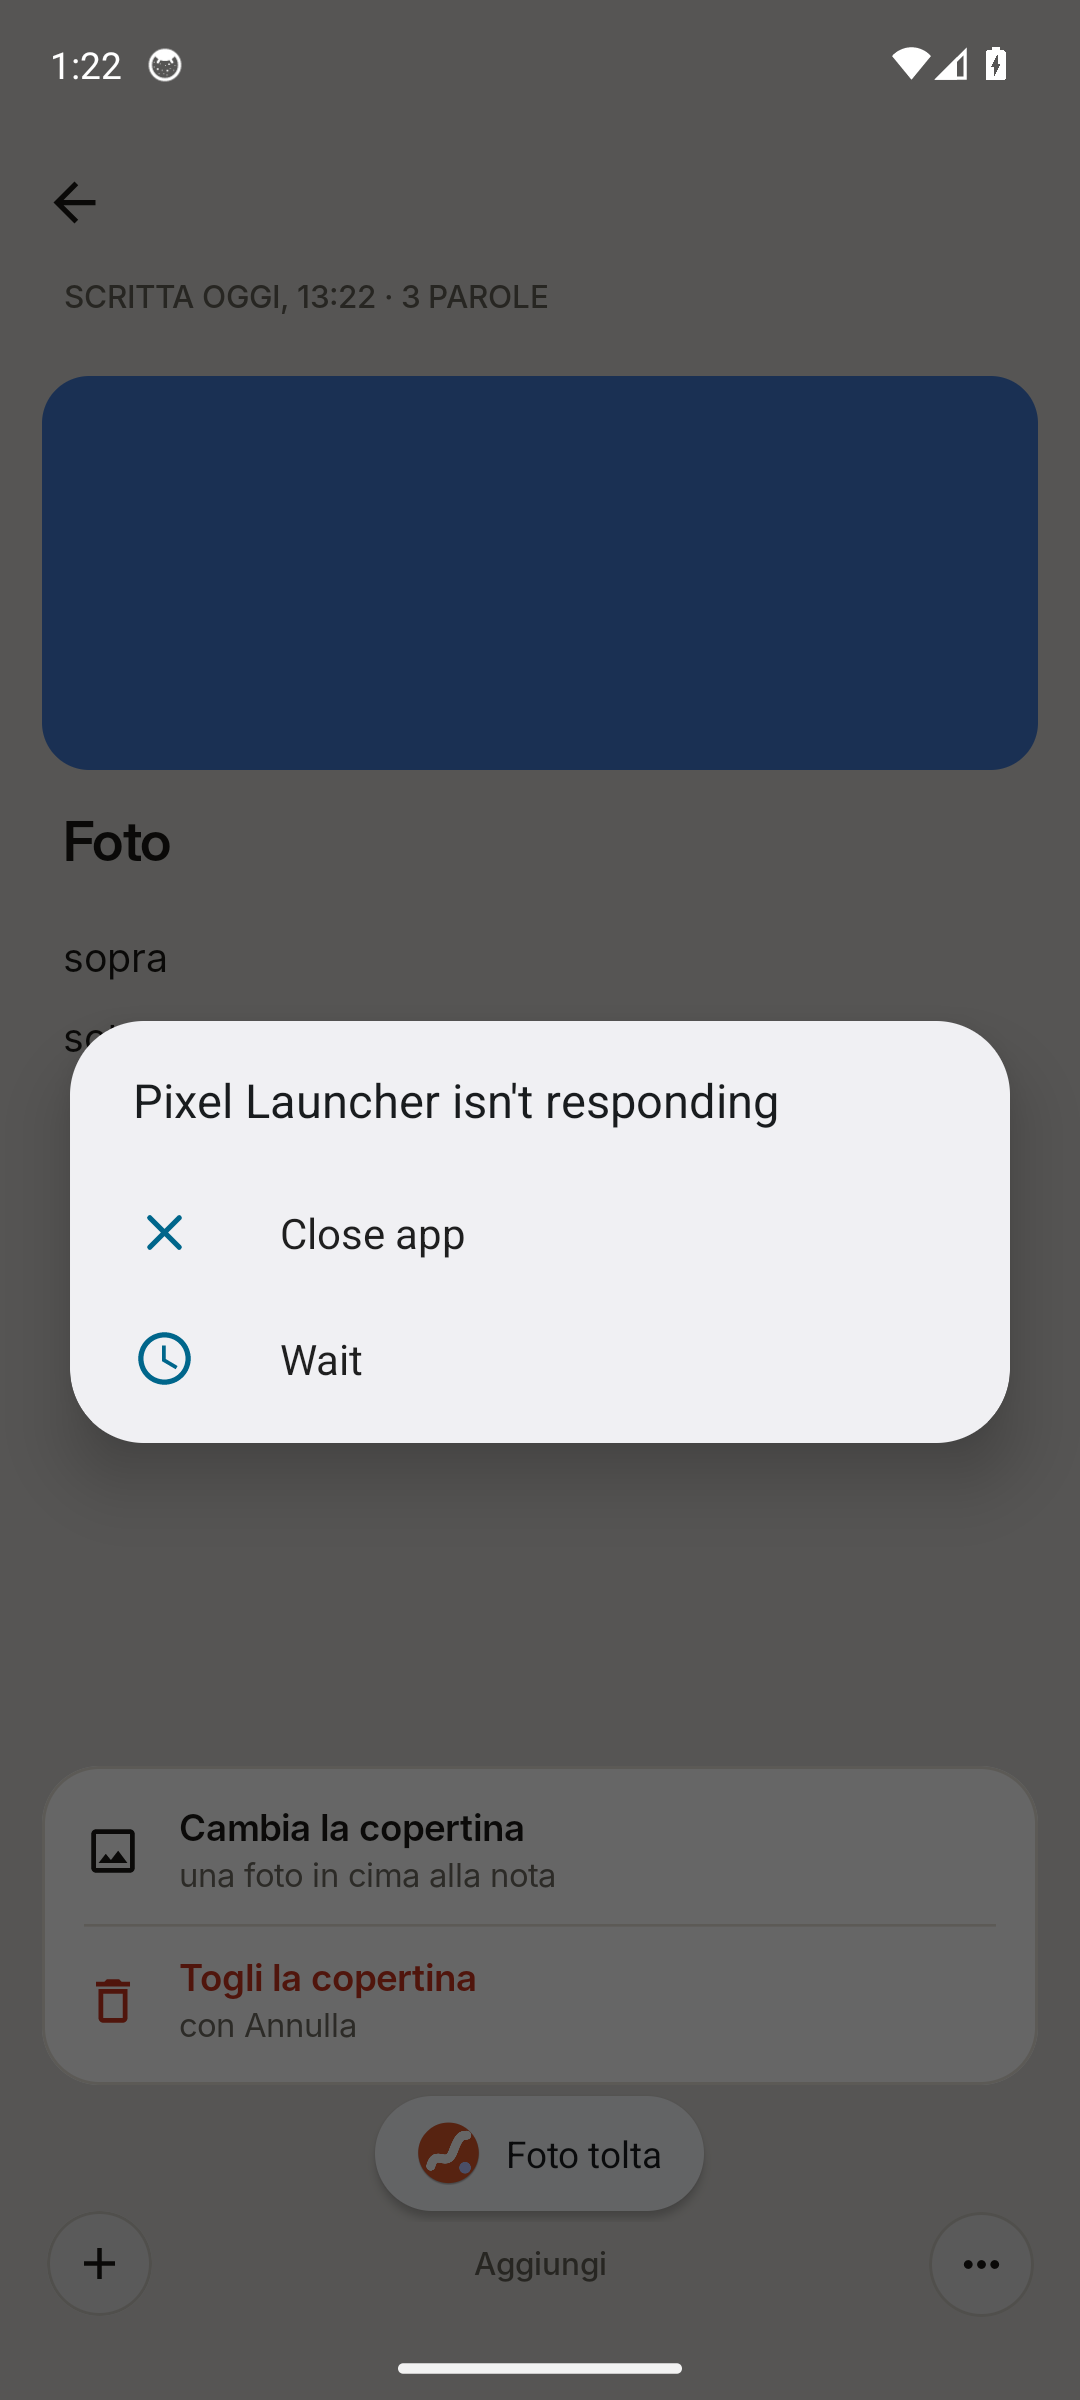 1:22
SCRITTA OGGI, 13:22 · 3 PAROLE
Foto
sopra
Pixel Launcher isn't responding
Close app
Wait
Cambia la copertina
una foto in cima alla nota
Togli la copertina
con Annulla
Foto tolta
Aggiungi